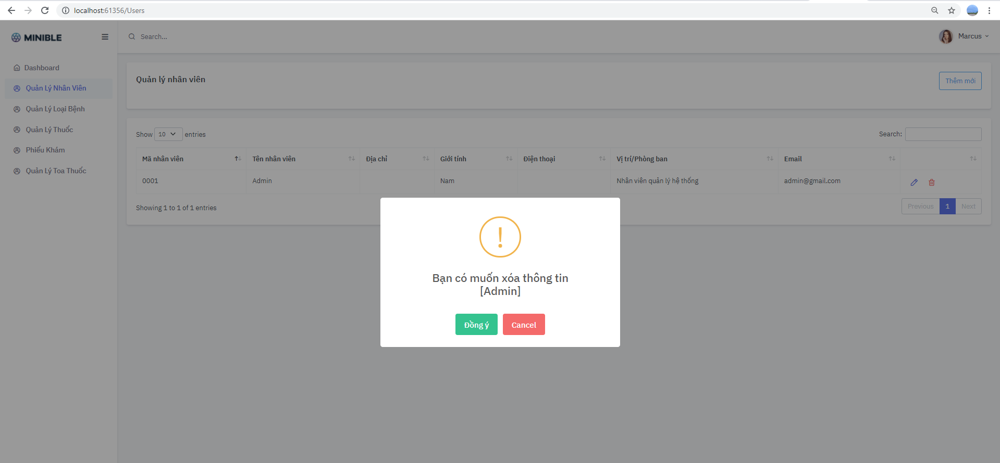 localhost:61356/Users
MINIBLE
Search...
Marcus
Dashboard
Quản Lý Nhân Viên
Quản Lý Loại Bệnh
Quản Lý Thuốc
Phiếu Khám
Quản Lý Toa Thuốc
Quản lý nhân viên
Thêm mới
Show 10 entries
Search:
Mã nhân viên Tên nhân viên Địa chỉ Giới tính Điện thoại Vị trí/Phòng ban Email
0001 Admin Nam Nhân viên quản lý hệ thống admin@gmail.com
Showing 1 to 1 of 1 entries
Previous 1 Next
!
Bạn có muốn xóa thông tin
[Admin]
Đồng ý Cancel